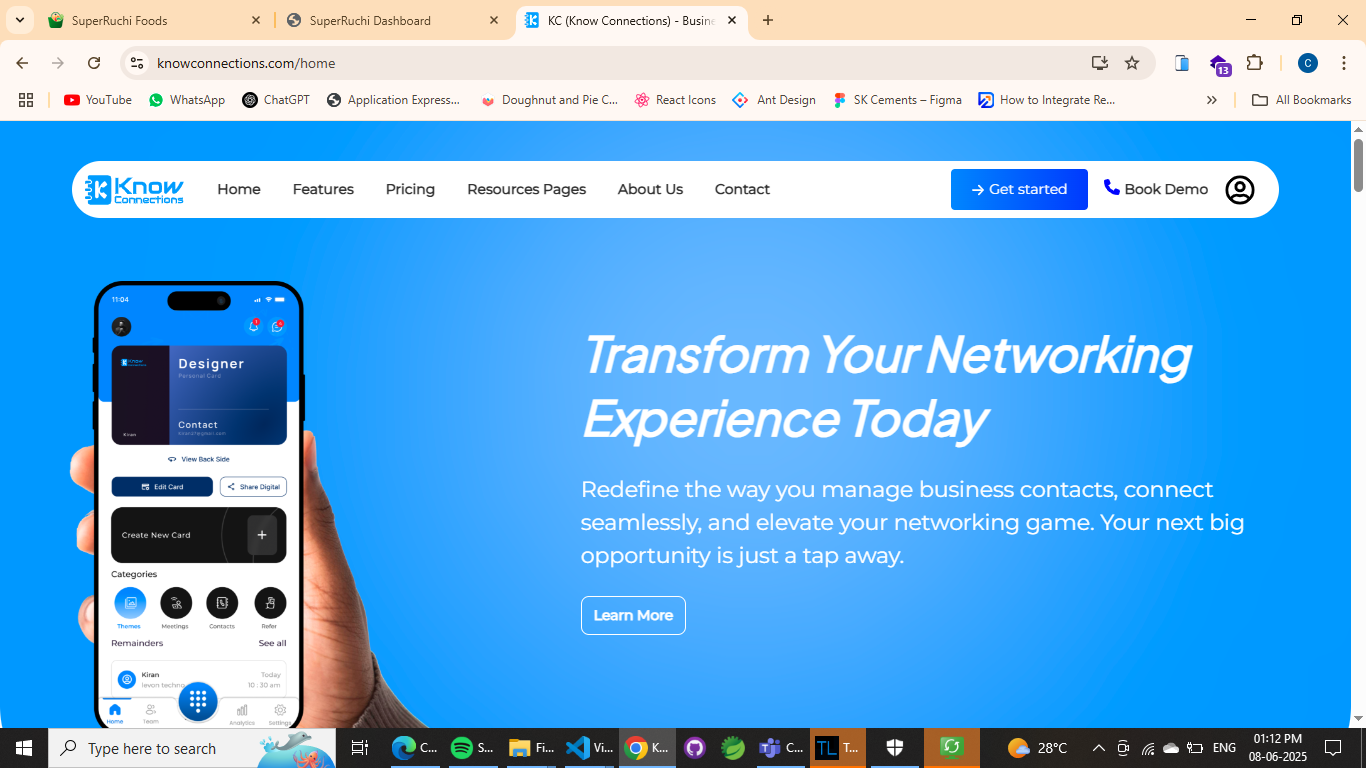 SuperRuchi Foods
SuperRuchi Dashboard
KC (Know Connections) - Busine
knowconnections.com/home
13
C
YouTube
WhatsApp
ChatGPT
Application Express...
Doughnut and Pie C...
React Icons
Ant Design
SK Cements – Figma
How to Integrate Re...
All Bookmarks
Know
Connections
Home
Features
Pricing
Resources Pages
About Us
Contact
→ Get started
Book Demo
11:04
Know
Designer
Personal Card
Contact
Kiran
View Back Side
Edit Card
Share Digital
Create New Card
+
Categories
Themes
Meetings
Contacts
Refer
Remainders
See all
Kiran
Today
levon techno
10 : 30 am
Home
Team
Analytics
Settings
Transform Your Networking
Experience Today
Redefine the way you manage business contacts, connect
seamlessly, and elevate your networking game. Your next big
opportunity is just a tap away.
Learn More
Type here to search
C...
S...
Fi...
Vi...
K...
C...
TL
T...
28°C
ENG
01:12 PM
08-06-2025